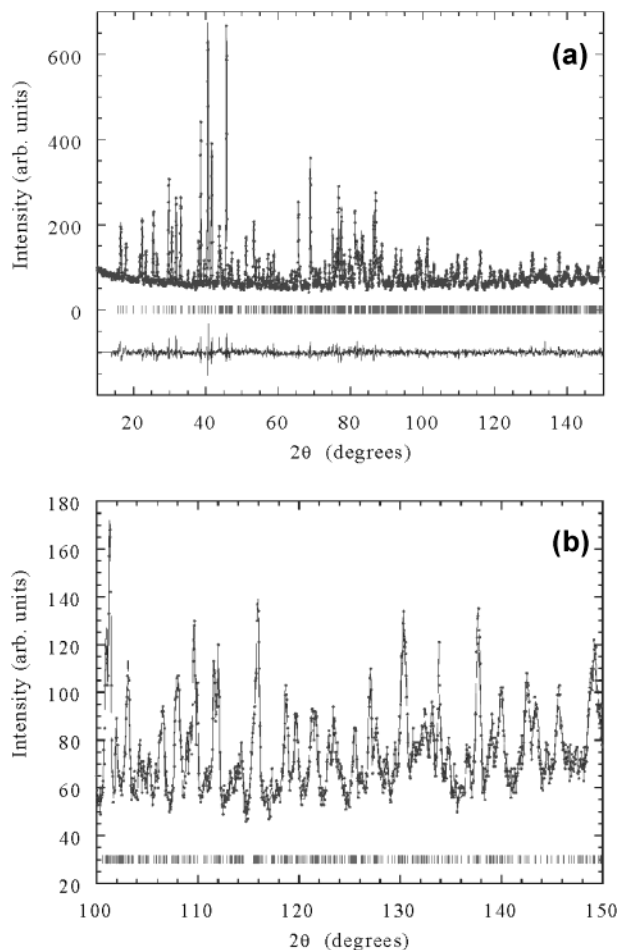 (a)
600
400
200
0
Intensity (arb. units)
20 40 60 80 100 120 140
2θ (degrees)
(b)
180
160
140
120
100
80
60
40
20
Intensity (arb. units)
100 110 120 130 140 150
2θ (degrees)